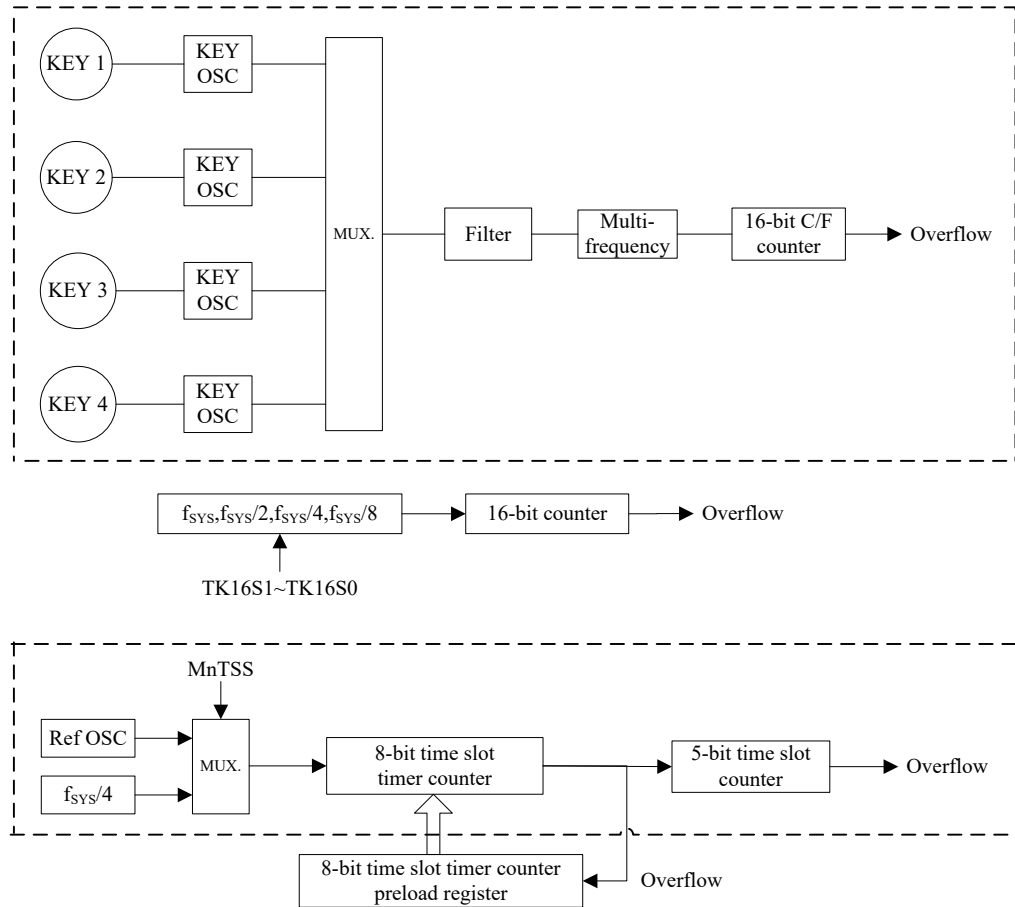 KEY 1
KEY
OSC
KEY 2
KEY
OSC
KEY 3
KEY
OSC
KEY 4
KEY
OSC
MUX.
Filter
Multi-
frequency
16-bit C/F
counter
Overflow
fSYS,fSYS/2,fSYS/4,fSYS/8
16-bit counter
Overflow
TK16S1~TK16S0
MnTSS
Ref OSC
fSYS/4
MUX.
8-bit time slot
timer counter
5-bit time slot
counter
Overflow
8-bit time slot timer counter
preload register
Overflow